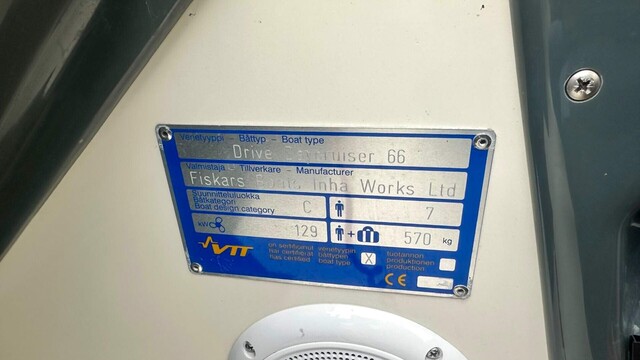 Venetyyppi - Båttyp - Boat type
Drive 66
Valmistaja - Tillverkare - Manufacturer
Fiskars Inha Works Ltd
Suunnitteluluokka
Båtkategori
Boat design category
C
7
kW
129
+
570 kg
VTT
on sertifioinut
har certifierat
has certified
venetyypin
båttypen
boat type
X
tuotannon
produktionen
production
CE